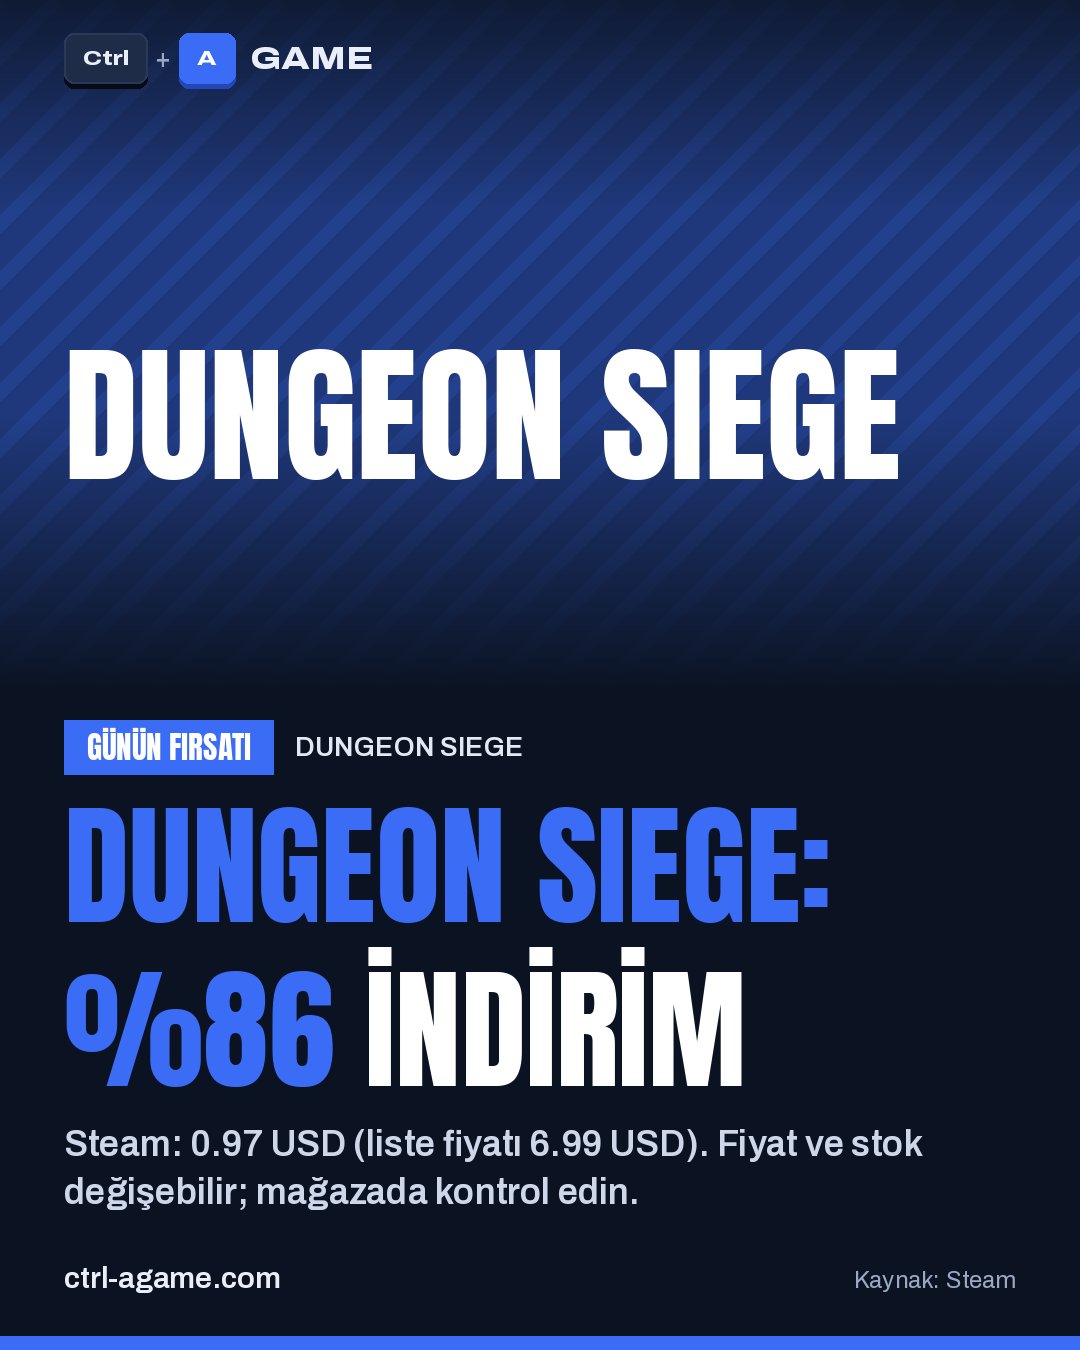 Ctrl + A GAME
DUNGEON SIEGE
GÜNÜN FIRSATI DUNGEON SIEGE
DUNGEON SIEGE:
%86 İNDİRİM
Steam: 0.97 USD (liste fiyatı 6.99 USD). Fiyat ve stok
değişebilir; mağazada kontrol edin.
ctrl-agame.com Kaynak: Steam